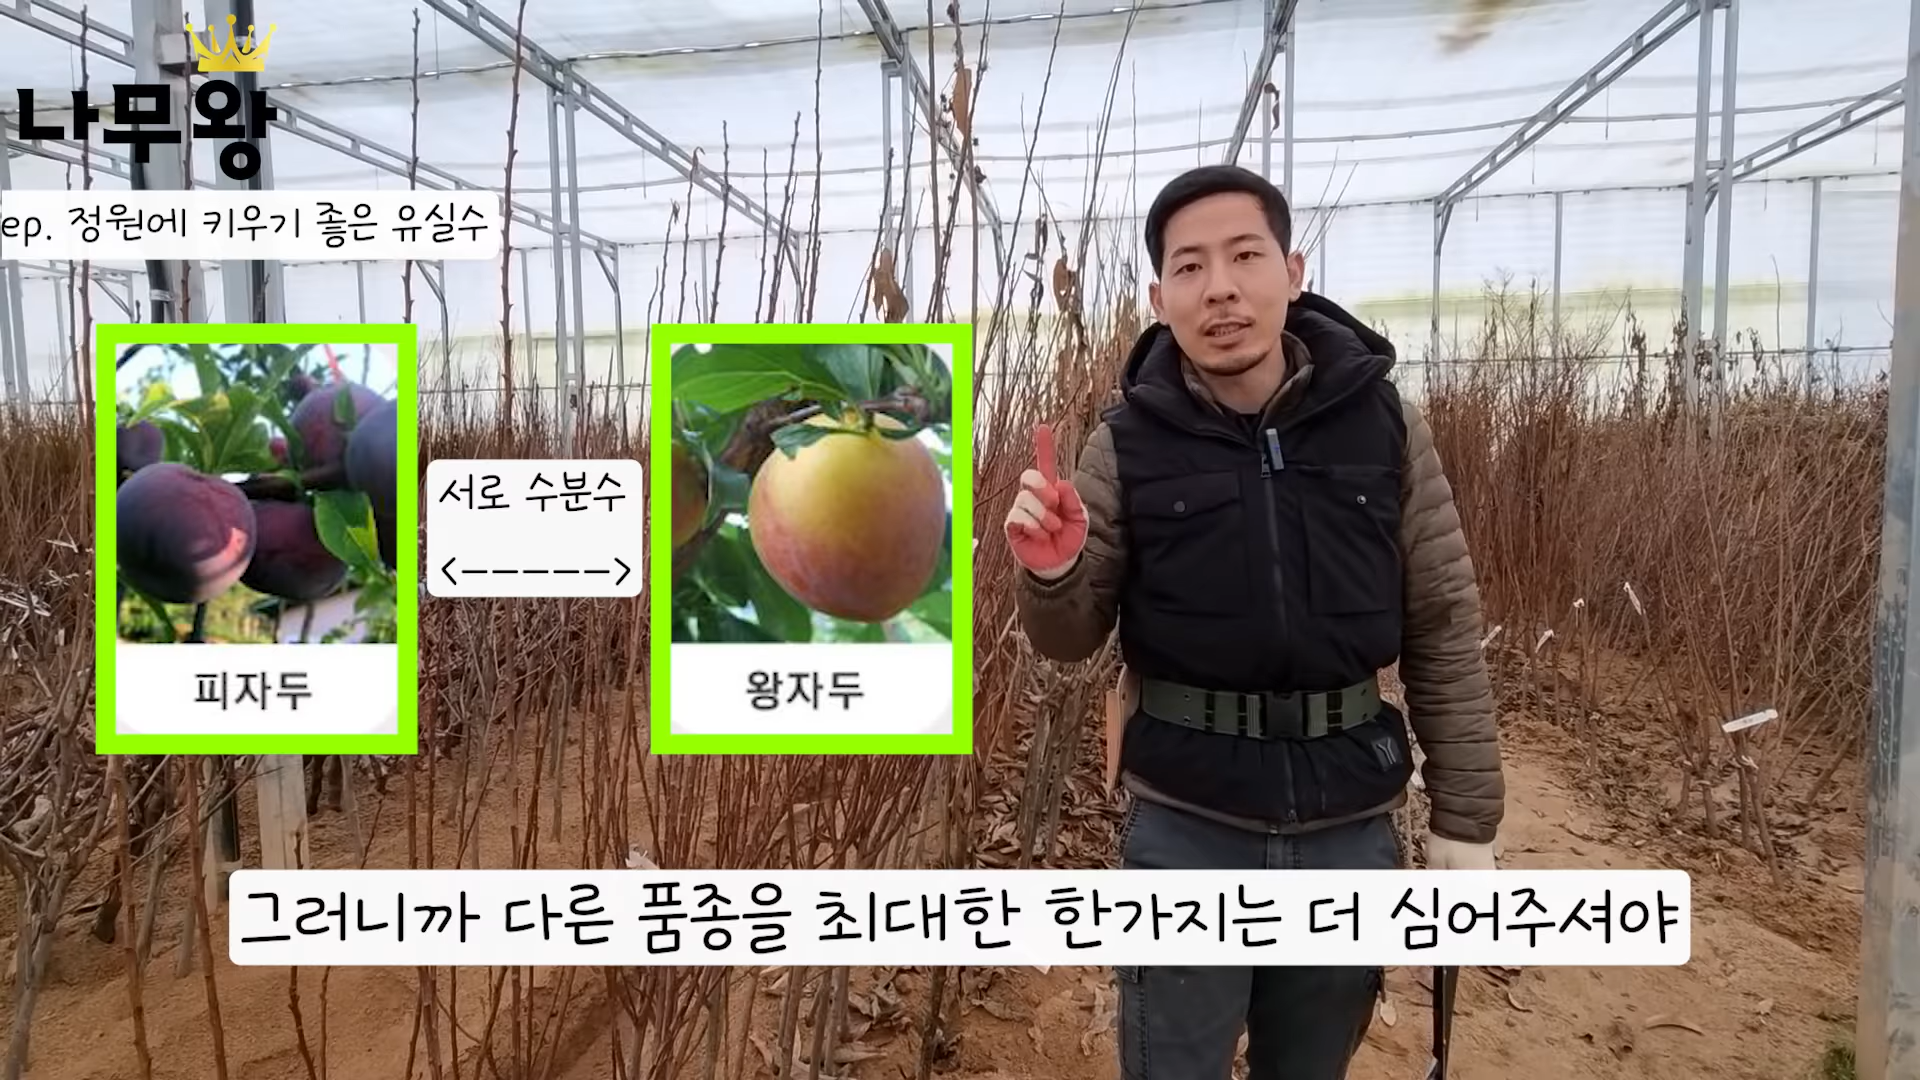 나무왕
ep. 정원에 키우기 좋은 유실수
서로 수분수
<----->
피자두
왕자두
그러니까 다른 품종을 최대한 한가지는 더 심어주셔야